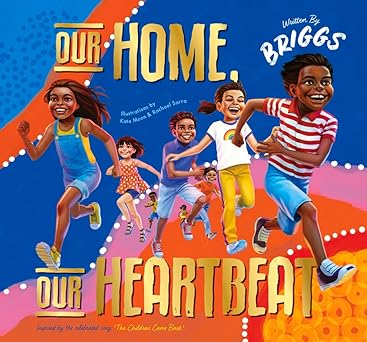 OUR HOME,
Written By
BRIGGS
Illustrations by
Kate Moon & Rachael Sarra
OUR HEARTBEAT
Inspired by the celebrated song, 'The Children Came Back'